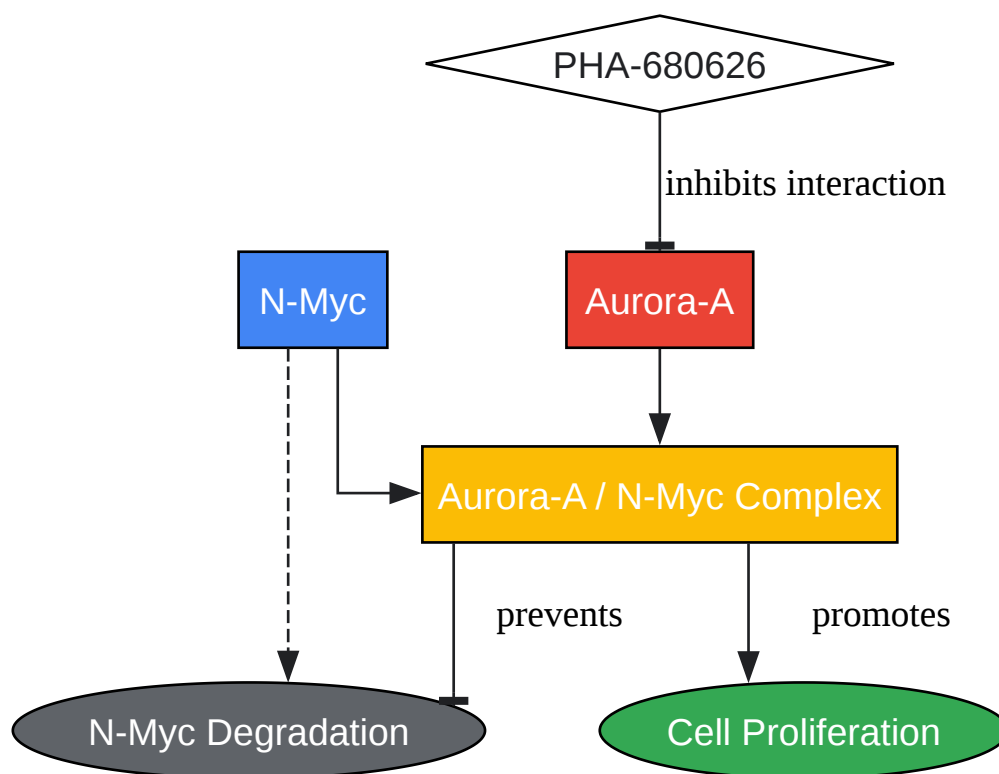 PHA-680626
inhibits interaction
N-Myc
Aurora-A
Aurora-A / N-Myc Complex
prevents
promotes
N-Myc Degradation
Cell Proliferation